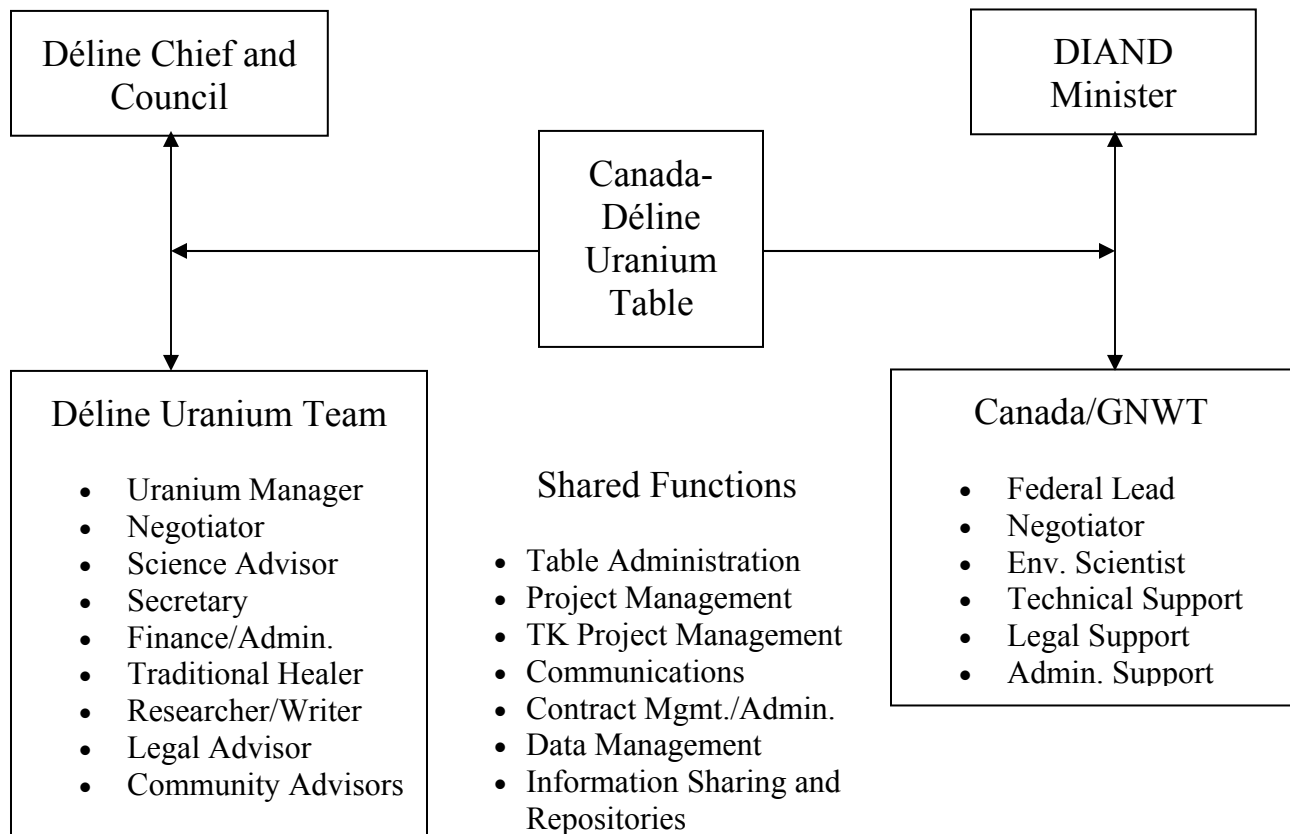 Déline Chief and
Council
DIAND
Minister
Canada-
Déline
Uranium
Table
Déline Uranium Team
• Uranium Manager
• Negotiator
• Science Advisor
• Secretary
• Finance/Admin.
• Traditional Healer
• Researcher/Writer
• Legal Advisor
• Community Advisors
Shared Functions
• Table Administration
• Project Management
• TK Project Management
• Communications
• Contract Mgmt./Admin.
• Data Management
• Information Sharing and
Repositories
Canada/GNWT
• Federal Lead
• Negotiator
• Env. Scientist
• Technical Support
• Legal Support
• Admin. Support